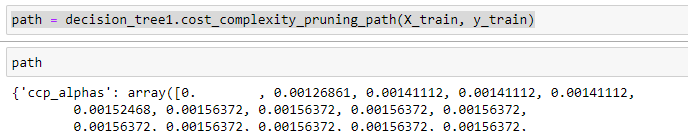 path = decision_tree1.cost_complexity_pruning_path(X_train, y_train)
path
{'ccp_alphas': array([0.        , 0.00126861, 0.00141112, 0.00141112, 0.00141112,
0.00152468, 0.00156372, 0.00156372, 0.00156372, 0.00156372,
0.00156372. 0.00156372. 0.00156372. 0.00156372. 0.00156372.